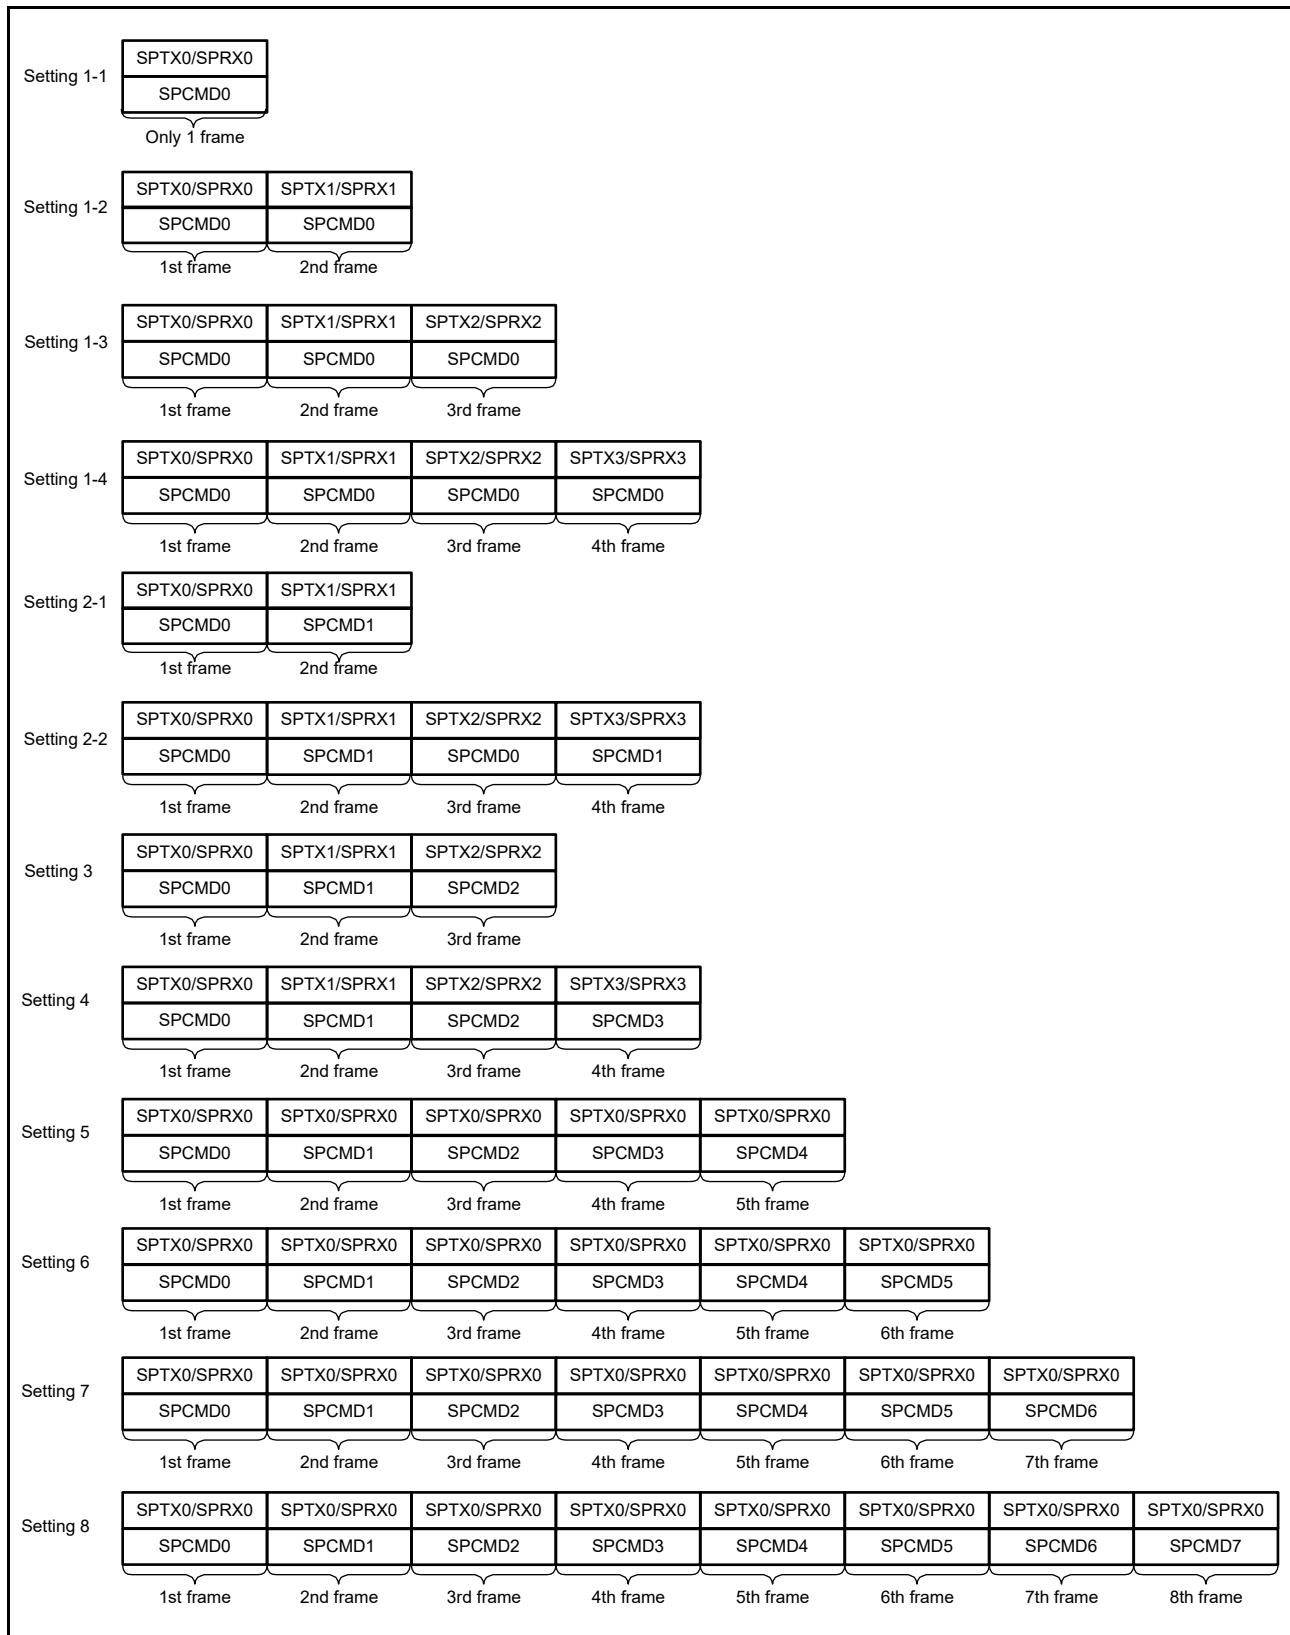 Setting 1-1
SPTX0/SPRX0
SPCMD0
Only 1 frame
Setting 1-2
SPTX0/SPRX0 SPTX1/SPRX1
SPCMD0 SPCMD0
1st frame 2nd frame
Setting 1-3
SPTX0/SPRX0 SPTX1/SPRX1 SPTX2/SPRX2
SPCMD0 SPCMD0 SPCMD0
1st frame 2nd frame 3rd frame
Setting 1-4
SPTX0/SPRX0 SPTX1/SPRX1 SPTX2/SPRX2 SPTX3/SPRX3
SPCMD0 SPCMD0 SPCMD0 SPCMD0
1st frame 2nd frame 3rd frame 4th frame
Setting 2-1
SPTX0/SPRX0 SPTX1/SPRX1
SPCMD0 SPCMD1
1st frame 2nd frame
Setting 2-2
SPTX0/SPRX0 SPTX1/SPRX1 SPTX2/SPRX2 SPTX3/SPRX3
SPCMD0 SPCMD1 SPCMD0 SPCMD1
1st frame 2nd frame 3rd frame 4th frame
Setting 3
SPTX0/SPRX0 SPTX1/SPRX1 SPTX2/SPRX2
SPCMD0 SPCMD1 SPCMD2
1st frame 2nd frame 3rd frame
Setting 4
SPTX0/SPRX0 SPTX1/SPRX1 SPTX2/SPRX2 SPTX3/SPRX3
SPCMD0 SPCMD1 SPCMD2 SPCMD3
1st frame 2nd frame 3rd frame 4th frame
Setting 5
SPTX0/SPRX0 SPTX0/SPRX0 SPTX0/SPRX0 SPTX0/SPRX0 SPTX0/SPRX0
SPCMD0 SPCMD1 SPCMD2 SPCMD3 SPCMD4
1st frame 2nd frame 3rd frame 4th frame 5th frame
Setting 6
SPTX0/SPRX0 SPTX0/SPRX0 SPTX0/SPRX0 SPTX0/SPRX0 SPTX0/SPRX0 SPTX0/SPRX0
SPCMD0 SPCMD1 SPCMD2 SPCMD3 SPCMD4 SPCMD5
1st frame 2nd frame 3rd frame 4th frame 5th frame 6th frame
Setting 7
SPTX0/SPRX0 SPTX0/SPRX0 SPTX0/SPRX0 SPTX0/SPRX0 SPTX0/SPRX0 SPTX0/SPRX0 SPTX0/SPRX0
SPCMD0 SPCMD1 SPCMD2 SPCMD3 SPCMD4 SPCMD5 SPCMD6
1st frame 2nd frame 3rd frame 4th frame 5th frame 6th frame 7th frame
Setting 8
SPTX0/SPRX0 SPTX0/SPRX0 SPTX0/SPRX0 SPTX0/SPRX0 SPTX0/SPRX0 SPTX0/SPRX0 SPTX0/SPRX0 SPTX0/SPRX0
SPCMD0 SPCMD1 SPCMD2 SPCMD3 SPCMD4 SPCMD5 SPCMD6 SPCMD7
1st frame 2nd frame 3rd frame 4th frame 5th frame 6th frame 7th frame 8th frame